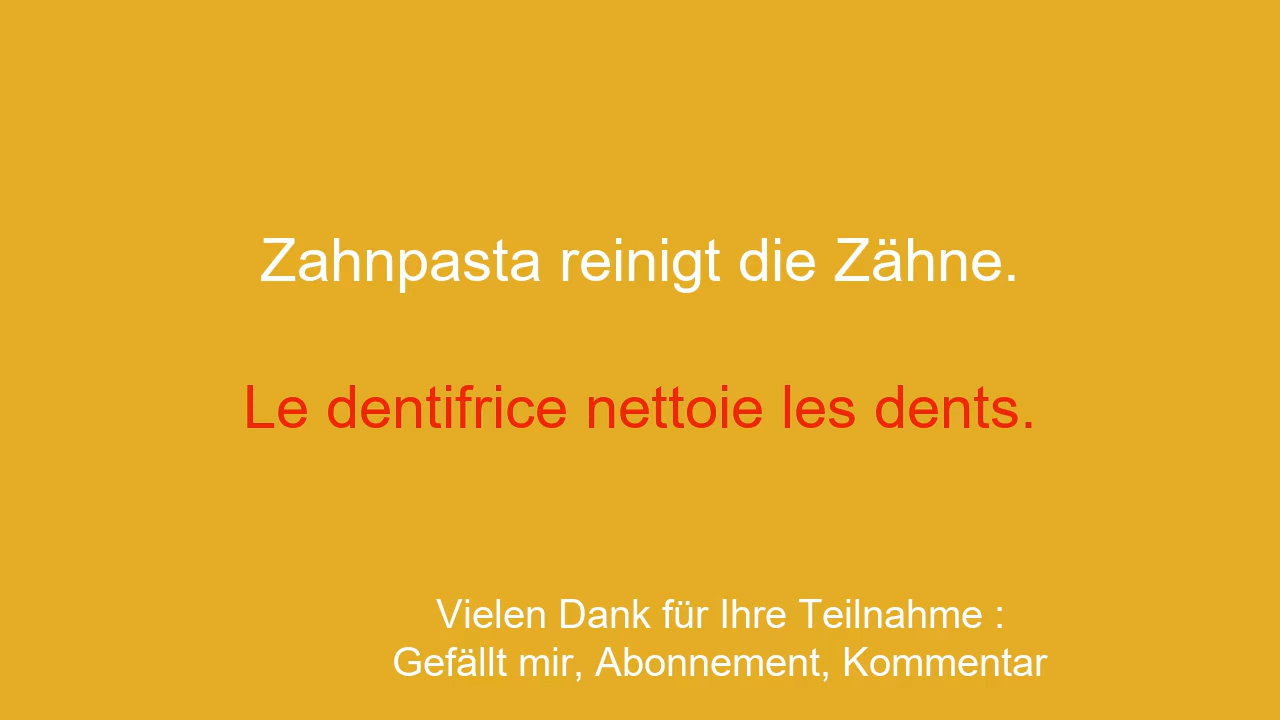 Zahnpasta reinigt die Zähne.
Le dentifrice nettoie les dents.
Vielen Dank für Ihre Teilnahme :
Gefällt mir, Abonnement, Kommentar